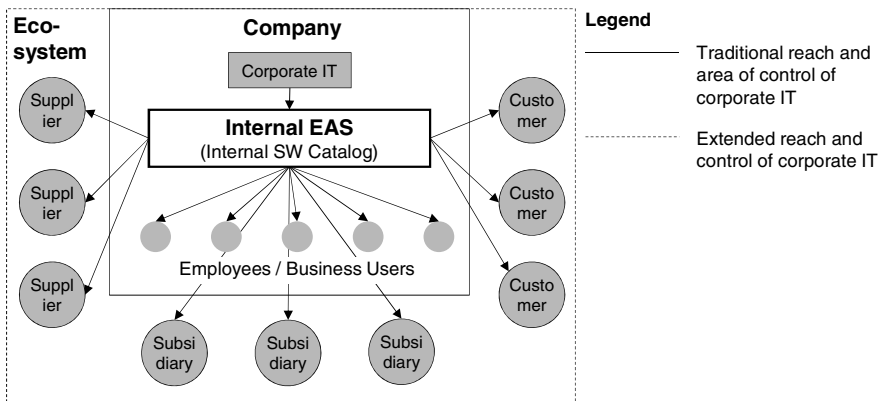 Eco-
system
Company
Corporate IT
Internal EAS
(Internal SW Catalog)
Suppl
ier
Suppl
ier
Suppl
ier
Custo
mer
Custo
mer
Custo
mer
Employees / Business Users
Subsi
diary
Subsi
diary
Subsi
diary
Legend
Traditional reach and
area of control of
corporate IT
Extended reach and
control of corporate IT